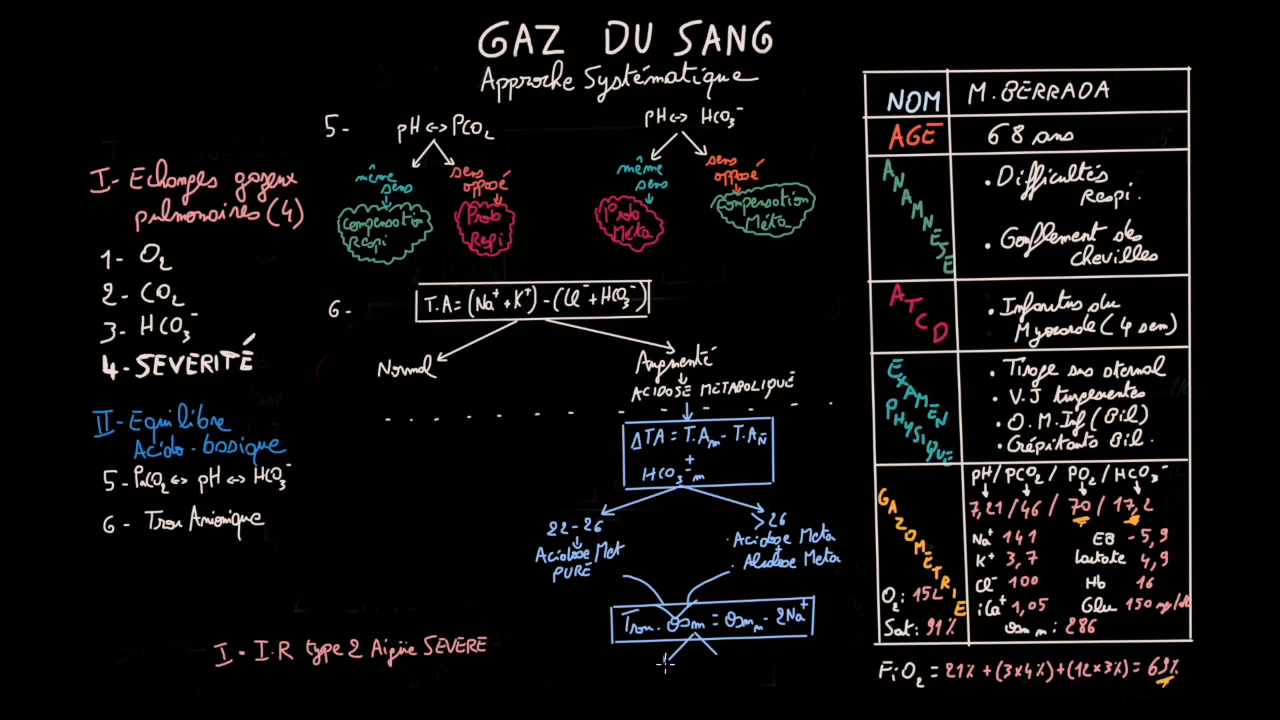 GAZ DU SANG
Approche Systématique
I- Echanges gazeux
pulmonaires (4)
1- O₂
2- CO₂
3- HCO₃⁻
4- SEVERITÉ
II- Equilibre
Acido-basique
5- PaCO₂ ↔ pH ↔ HCO₃⁻
6- Trou Anionique
5- pH ↔ PCO₂
même sens
Compensation Respi
sens opposé
Prob Respi
pH ↔ HCO₃⁻
même sens
Prob Méta
sens opposé
Compensation Méta
6- T.A = (Na⁺ + K⁺) - (Cl⁻ + HCO₃⁻)
Normal
Augmenté
ACIDOSE METABOLIQUE
ΔTA = T.Am - T.AN
+
HCO₃⁻m
22-26
Acidose Met
PURE
>26
. Acidose Meta
+
. Alcalose Meta
Trou.Osm = Osm m - 2Na⁺
I- I.R type 2 Aigüe SEVERE
NOM M. BERRADA
AGE 68 ans
ANAMNESE
. Difficultés
Respi.
. Gonflement des
chevilles
ATCD
. Infarctus du
Myocarde (4 sem)
EXAMEN
PHYSIQUE
. Tirage sus sternal
. V.J turgescentes
. O.M.Inf (Bil)
. Crépitants Bil.
GAZOMETRIE
pH / PCO₂ / PO₂ / HCO₃⁻
7,21 / 46 / 70 / 17,2
Na⁺ 141 EB -5,9
K⁺ 3,7 lactate 4,9
Cl⁻ 100 Hb 16
iCa⁺ 1,05 Glu 150 mg/dl
O₂: 15L
Sat: 91% Osm m: 286
FiO₂ = 21% + (3x4%) + (12x3%) = 69%